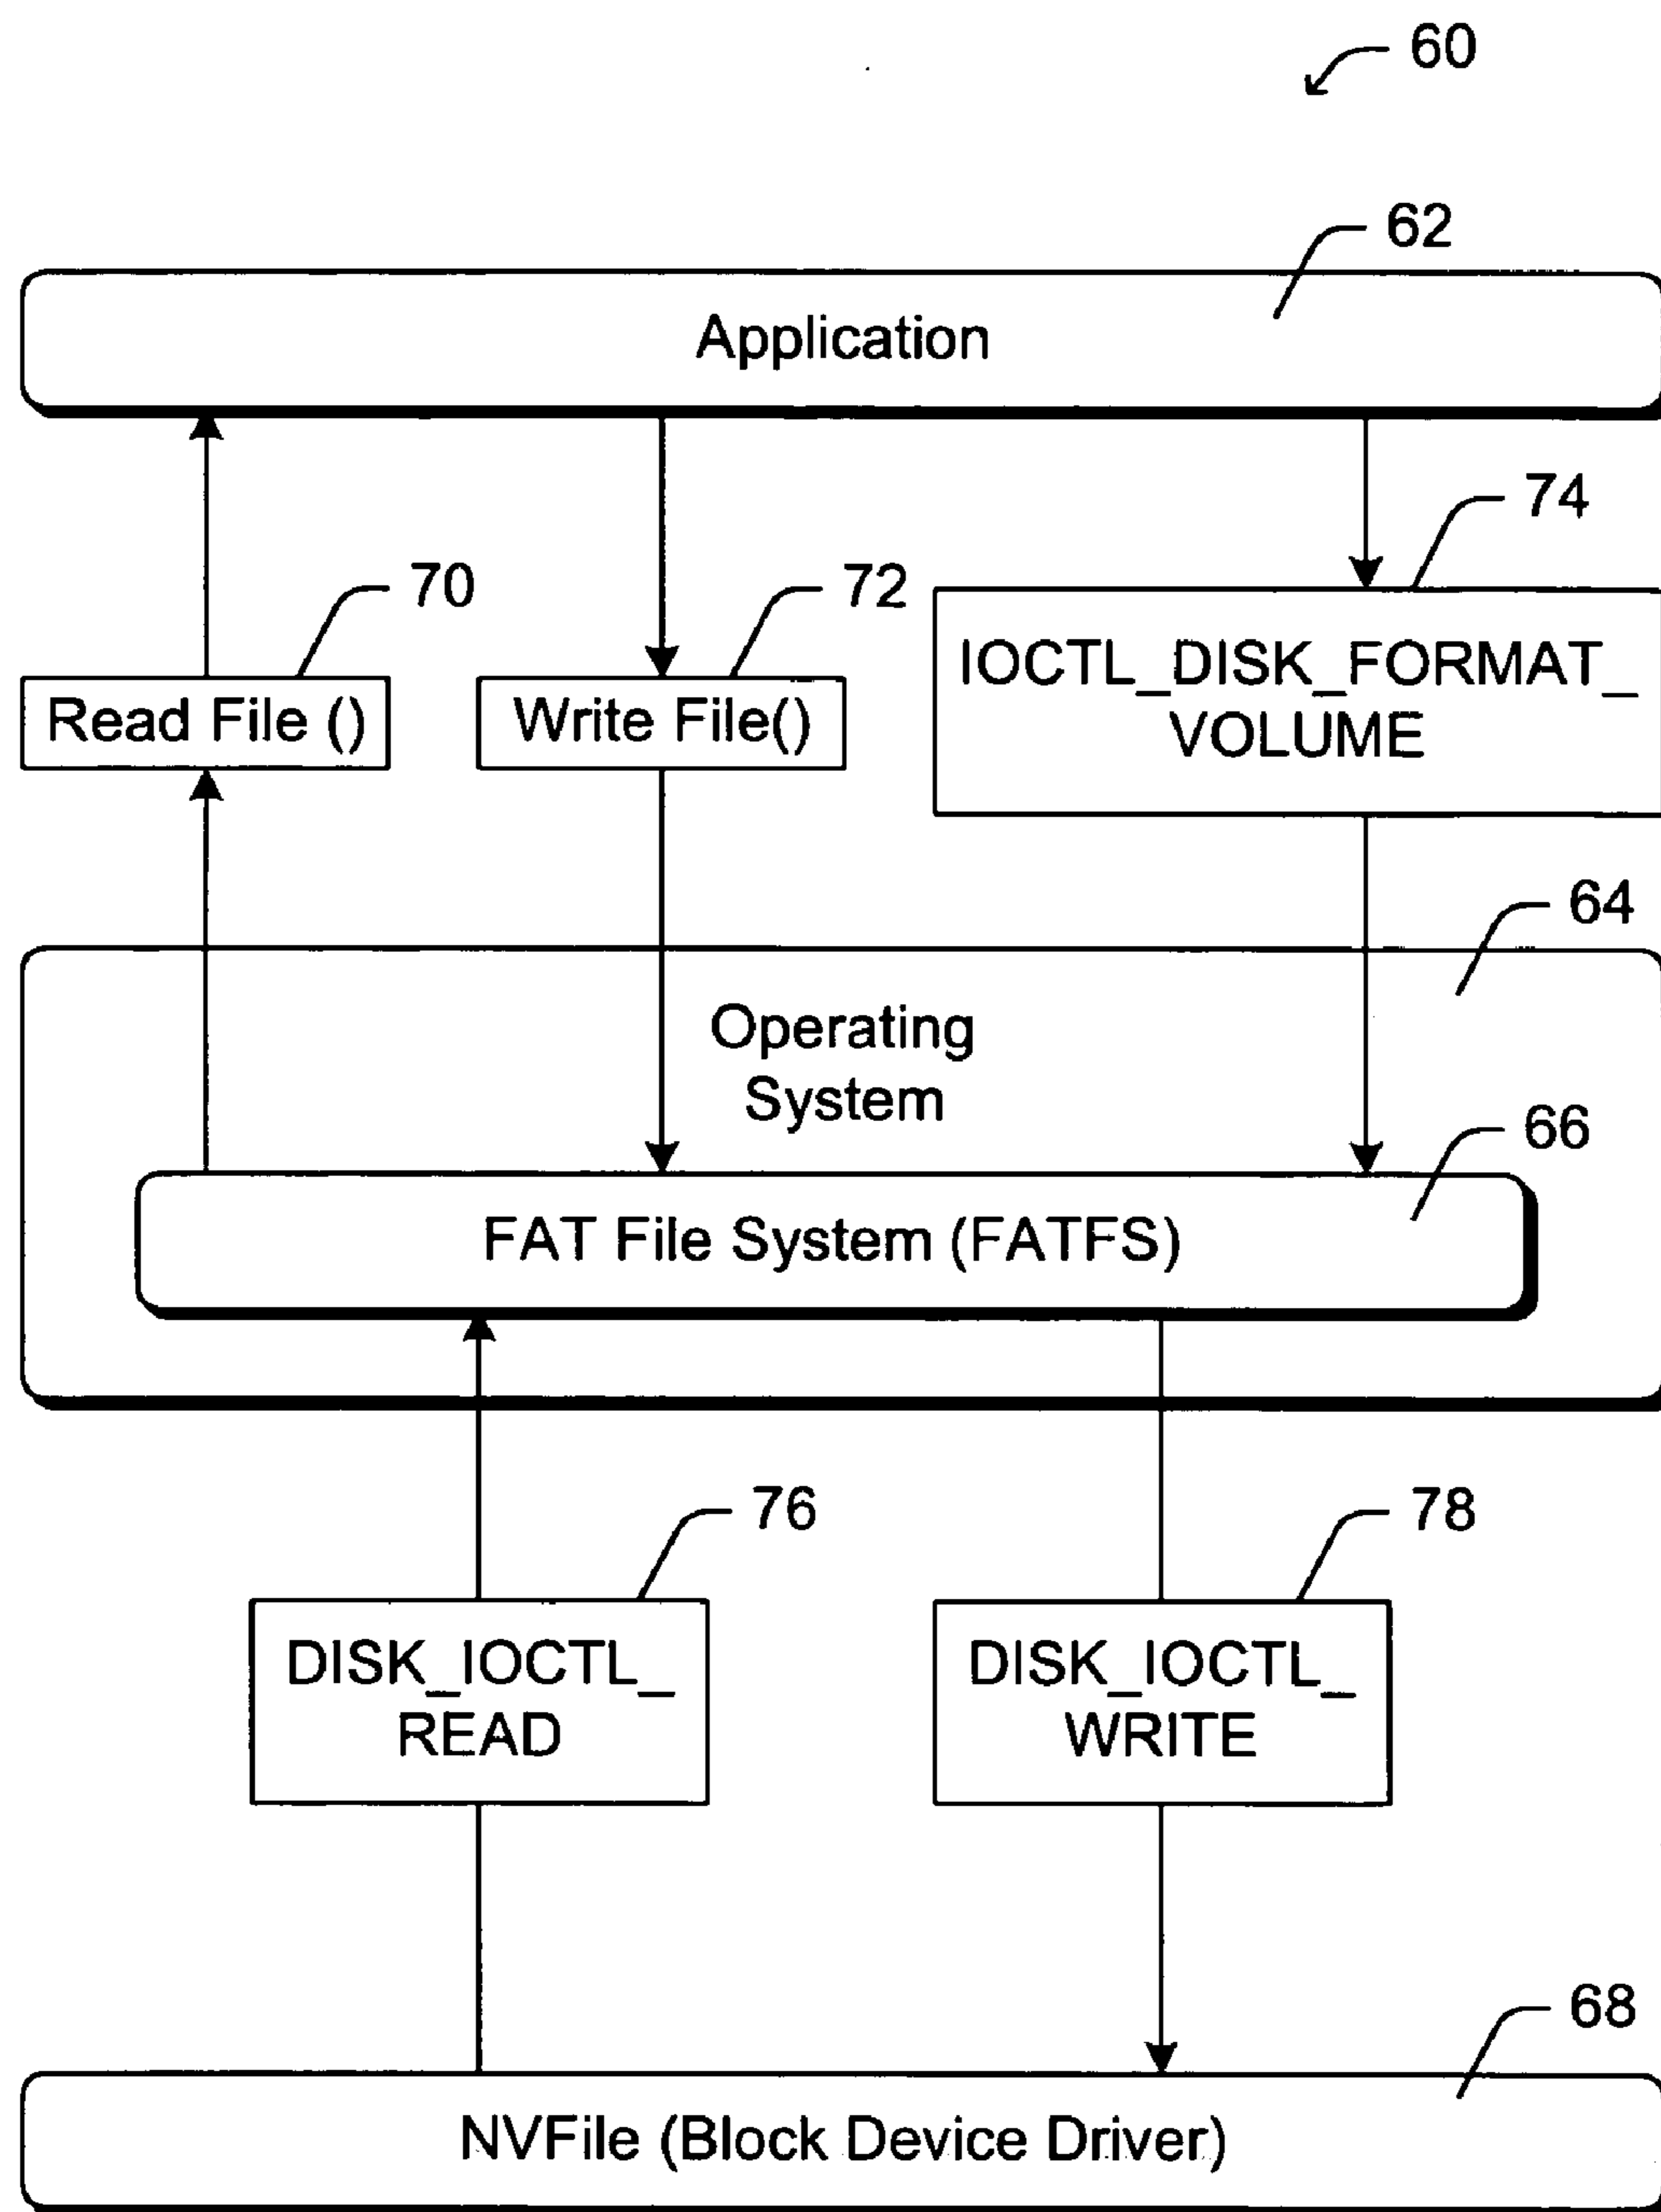 60
62
Application
74
70
72
IOCTL_DISK_FORMAT_
VOLUME
Read File ()
Write File()
64
Operating
System
66
FAT File System (FATFS)
76
78
DISK_IOCTL_
READ
DISK_IOCTL_
WRITE
68
NVFile (Block Device Driver)